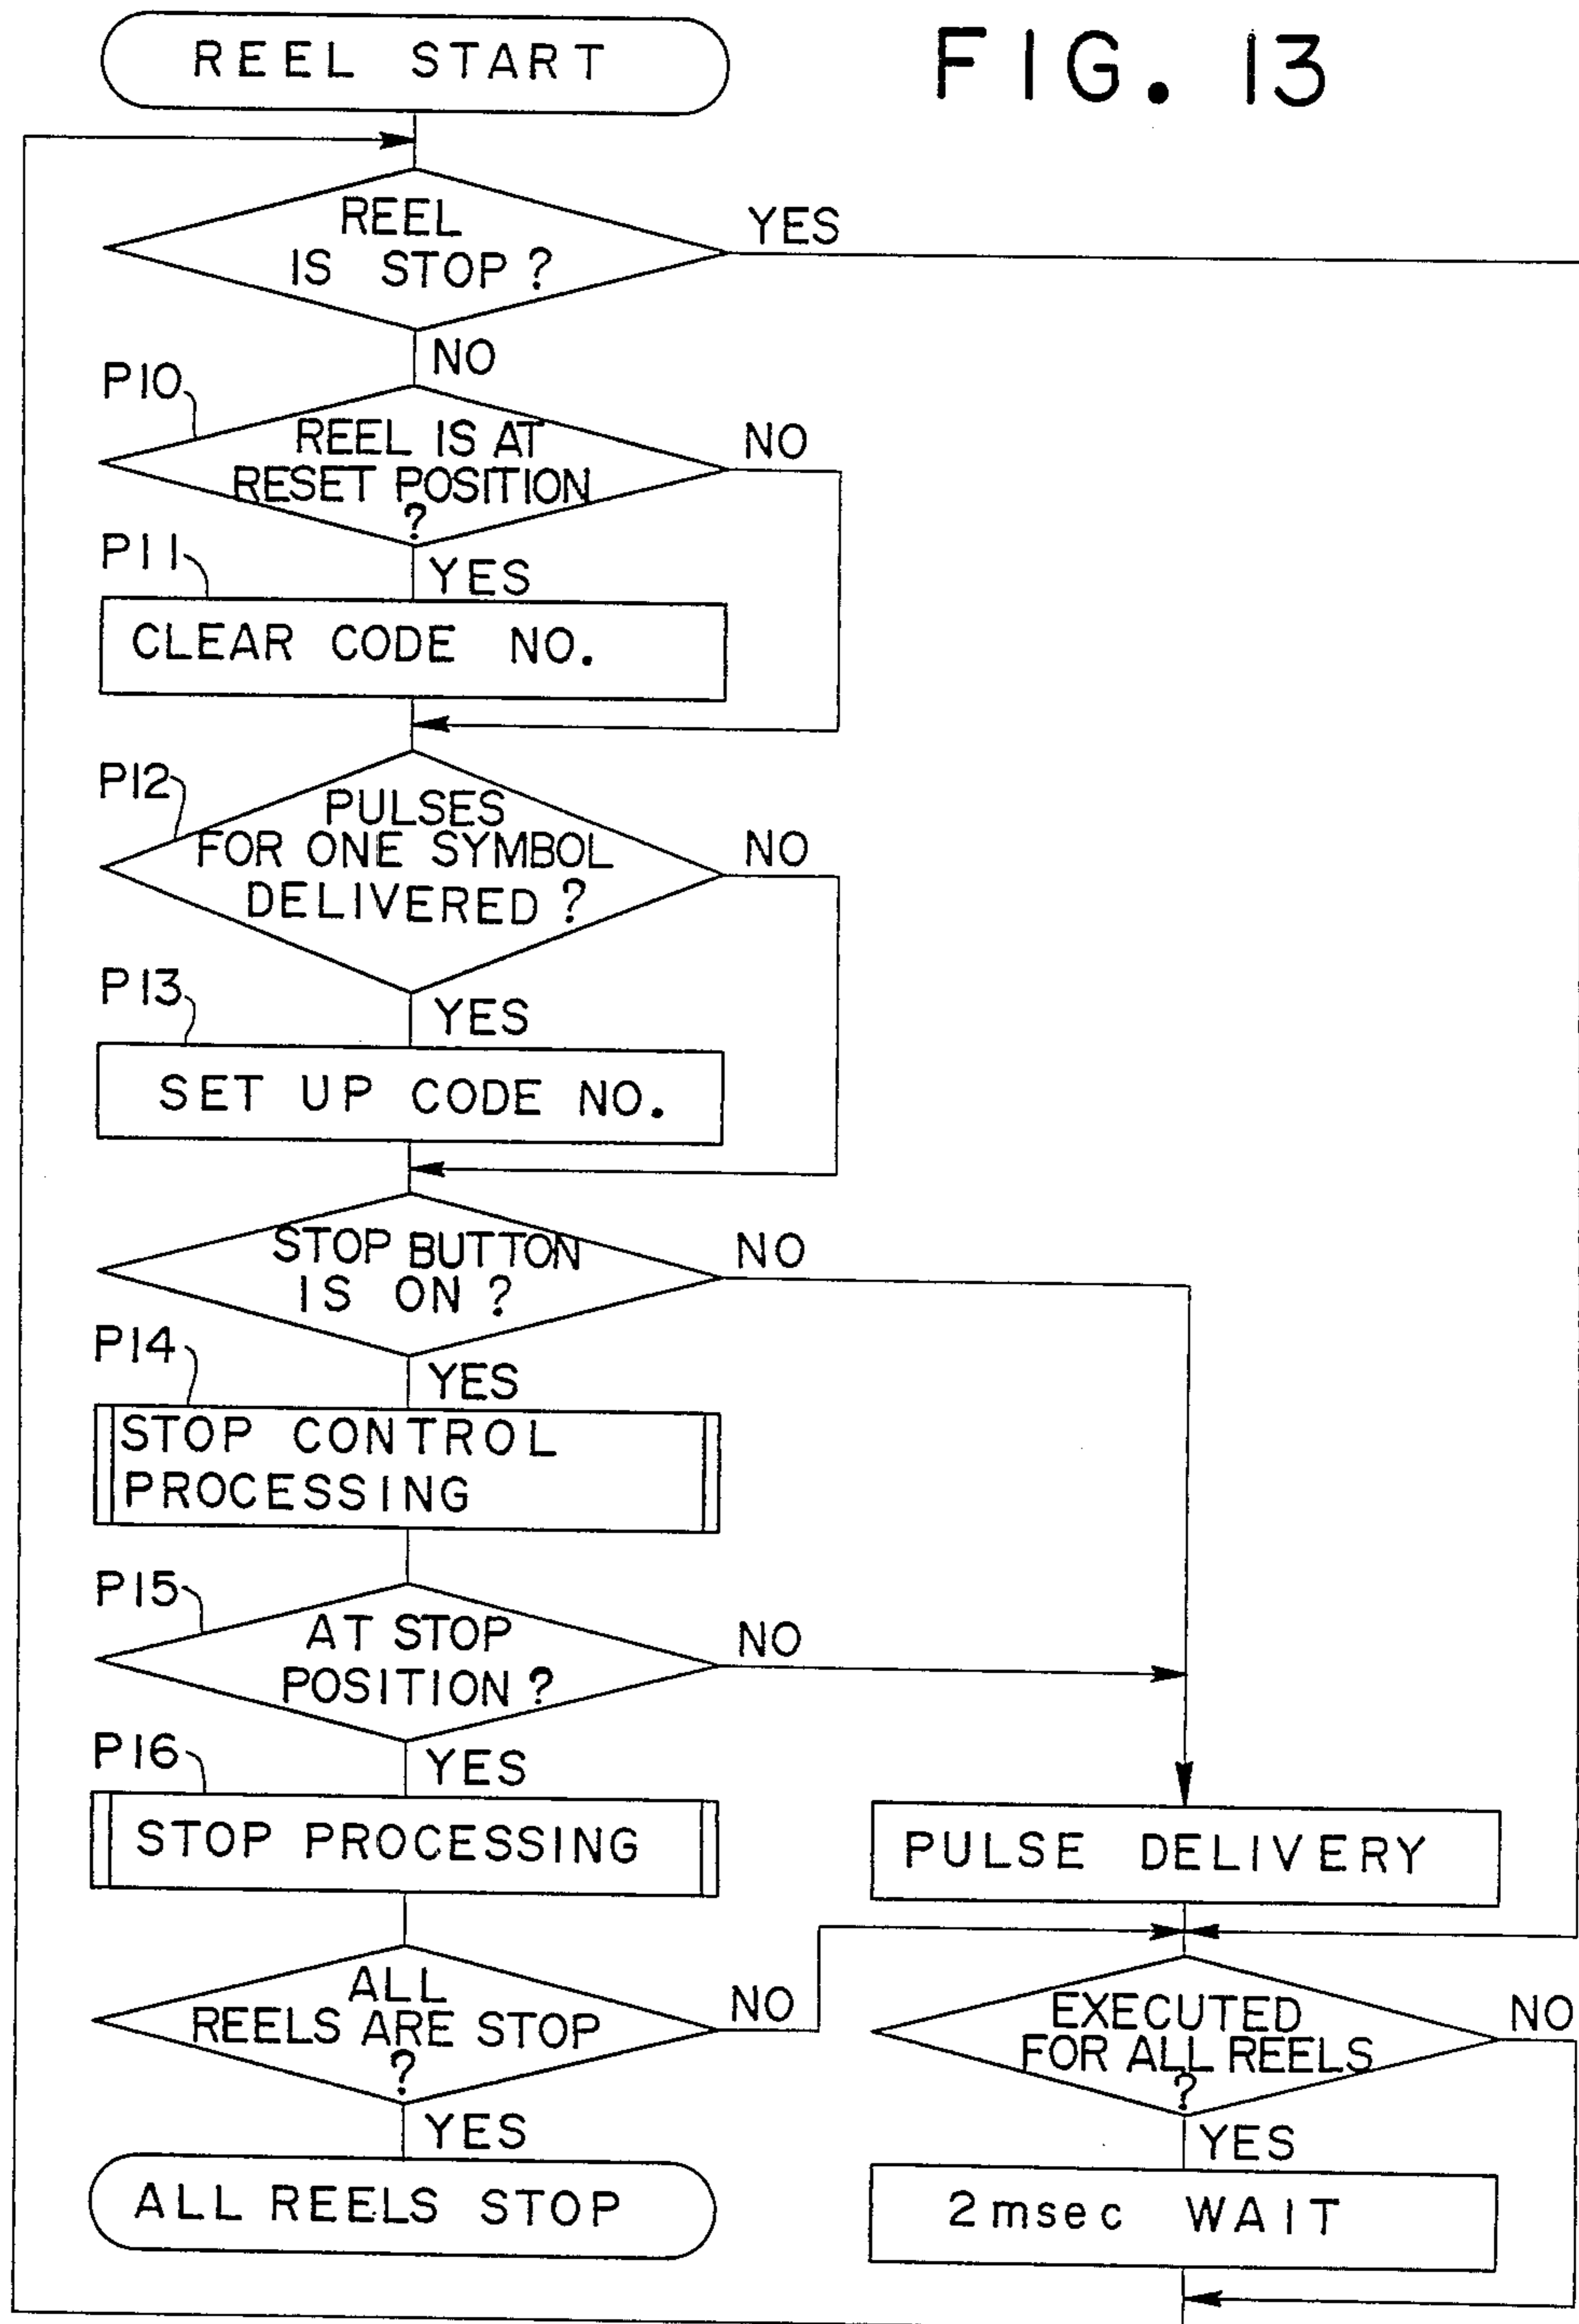 FIG. 13
REEL START
REEL
IS STOP ?
YES
NO
P10
REEL IS AT
RESET POSITION
?
NO
P11
YES
CLEAR CODE NO.
P12
PULSES
FOR ONE SYMBOL
DELIVERED ?
NO
P13
YES
SET UP CODE NO.
STOP BUTTON
IS ON ?
NO
P14
YES
STOP CONTROL
PROCESSING
P15
AT STOP
POSITION ?
NO
P16
YES
STOP PROCESSING
PULSE DELIVERY
ALL
REELS ARE STOP
?
NO
EXECUTED
FOR ALL REELS
?
NO
YES
YES
ALL REELS STOP
2msec WAIT